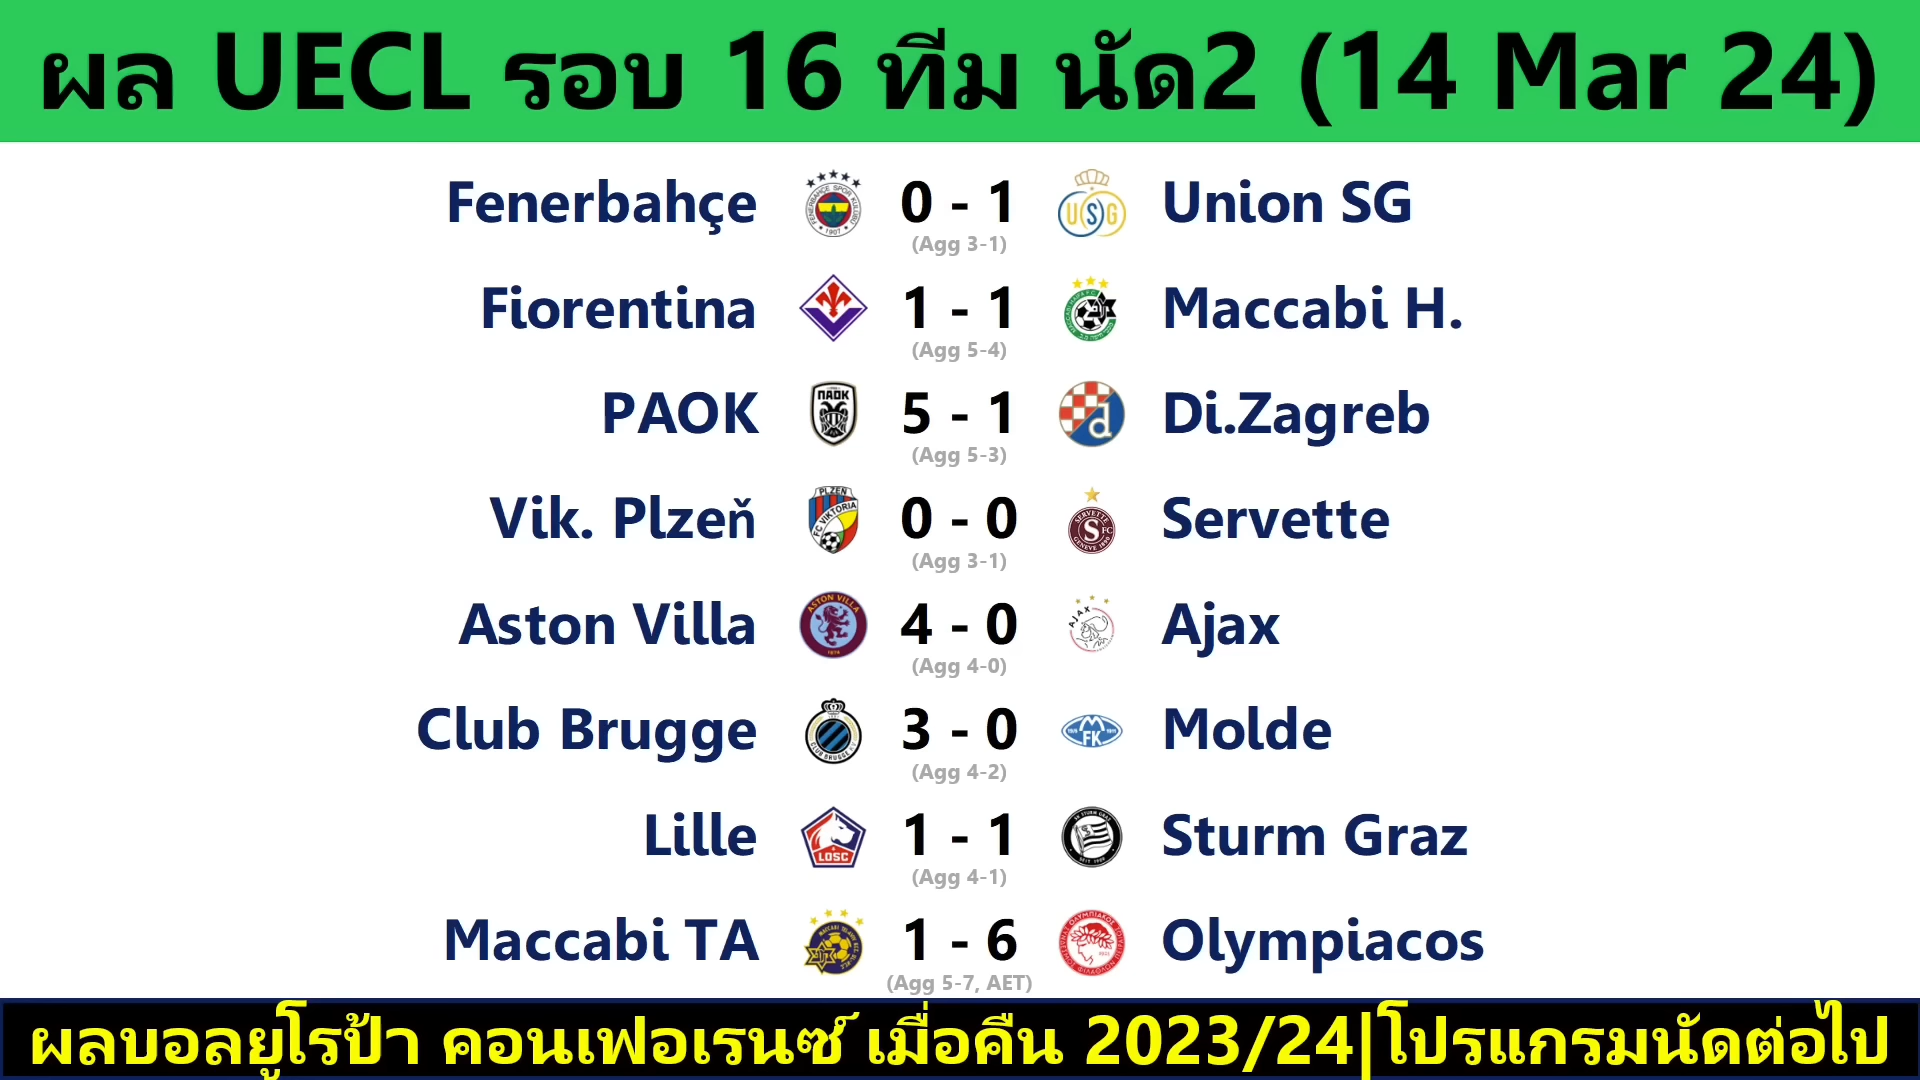 ผล UECL รอบ 16 ทีม นัด2 (14 Mar 24)
Fenerbahçe 0 - 1 Union SG
(Agg 3-1)
Fiorentina 1 - 1 Maccabi H.
(Agg 5-4)
PAOK 5 - 1 Di.Zagreb
(Agg 5-3)
Vik. Plzeň 0 - 0 Servette
(Agg 3-1)
Aston Villa 4 - 0 Ajax
(Agg 4-0)
Club Brugge 3 - 0 Molde
(Agg 4-2)
Lille 1 - 1 Sturm Graz
(Agg 4-1)
Maccabi TA 1 - 6 Olympiacos
(Agg 5-7, AET)
ผลบอลยูโรป้า คอนเฟอเรนซ์ เมื่อคืน 2023/24|โปรแกรมนัดต่อไป